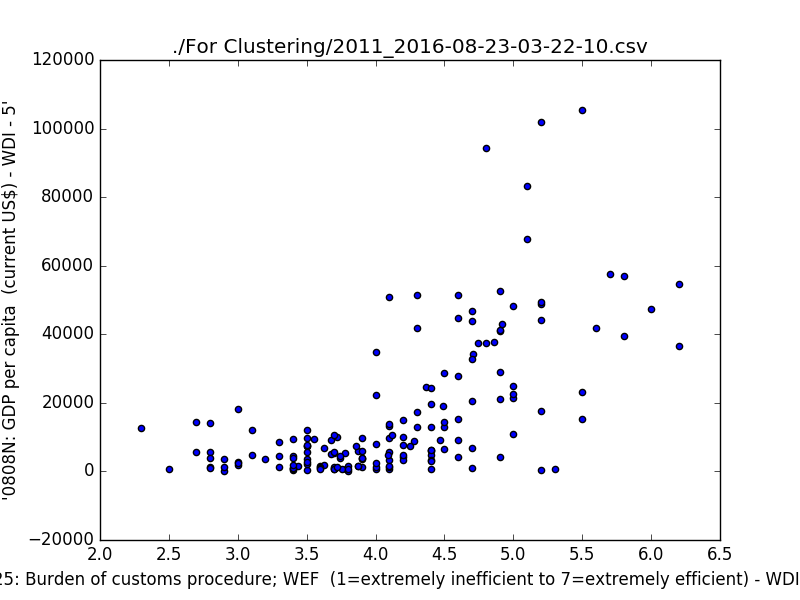 ./For Clustering/2011_2016-08-23-03-22-10.csv
120000
100000
80000
60000
40000
20000
0
−20000
'0808N: GDP per capita  (current US$) - WDI - 5'
2.0 2.5 3.0 3.5 4.0 4.5 5.0 5.5 6.0 6.5
25: Burden of customs procedure; WEF  (1=extremely inefficient to 7=extremely efficient) - WDI